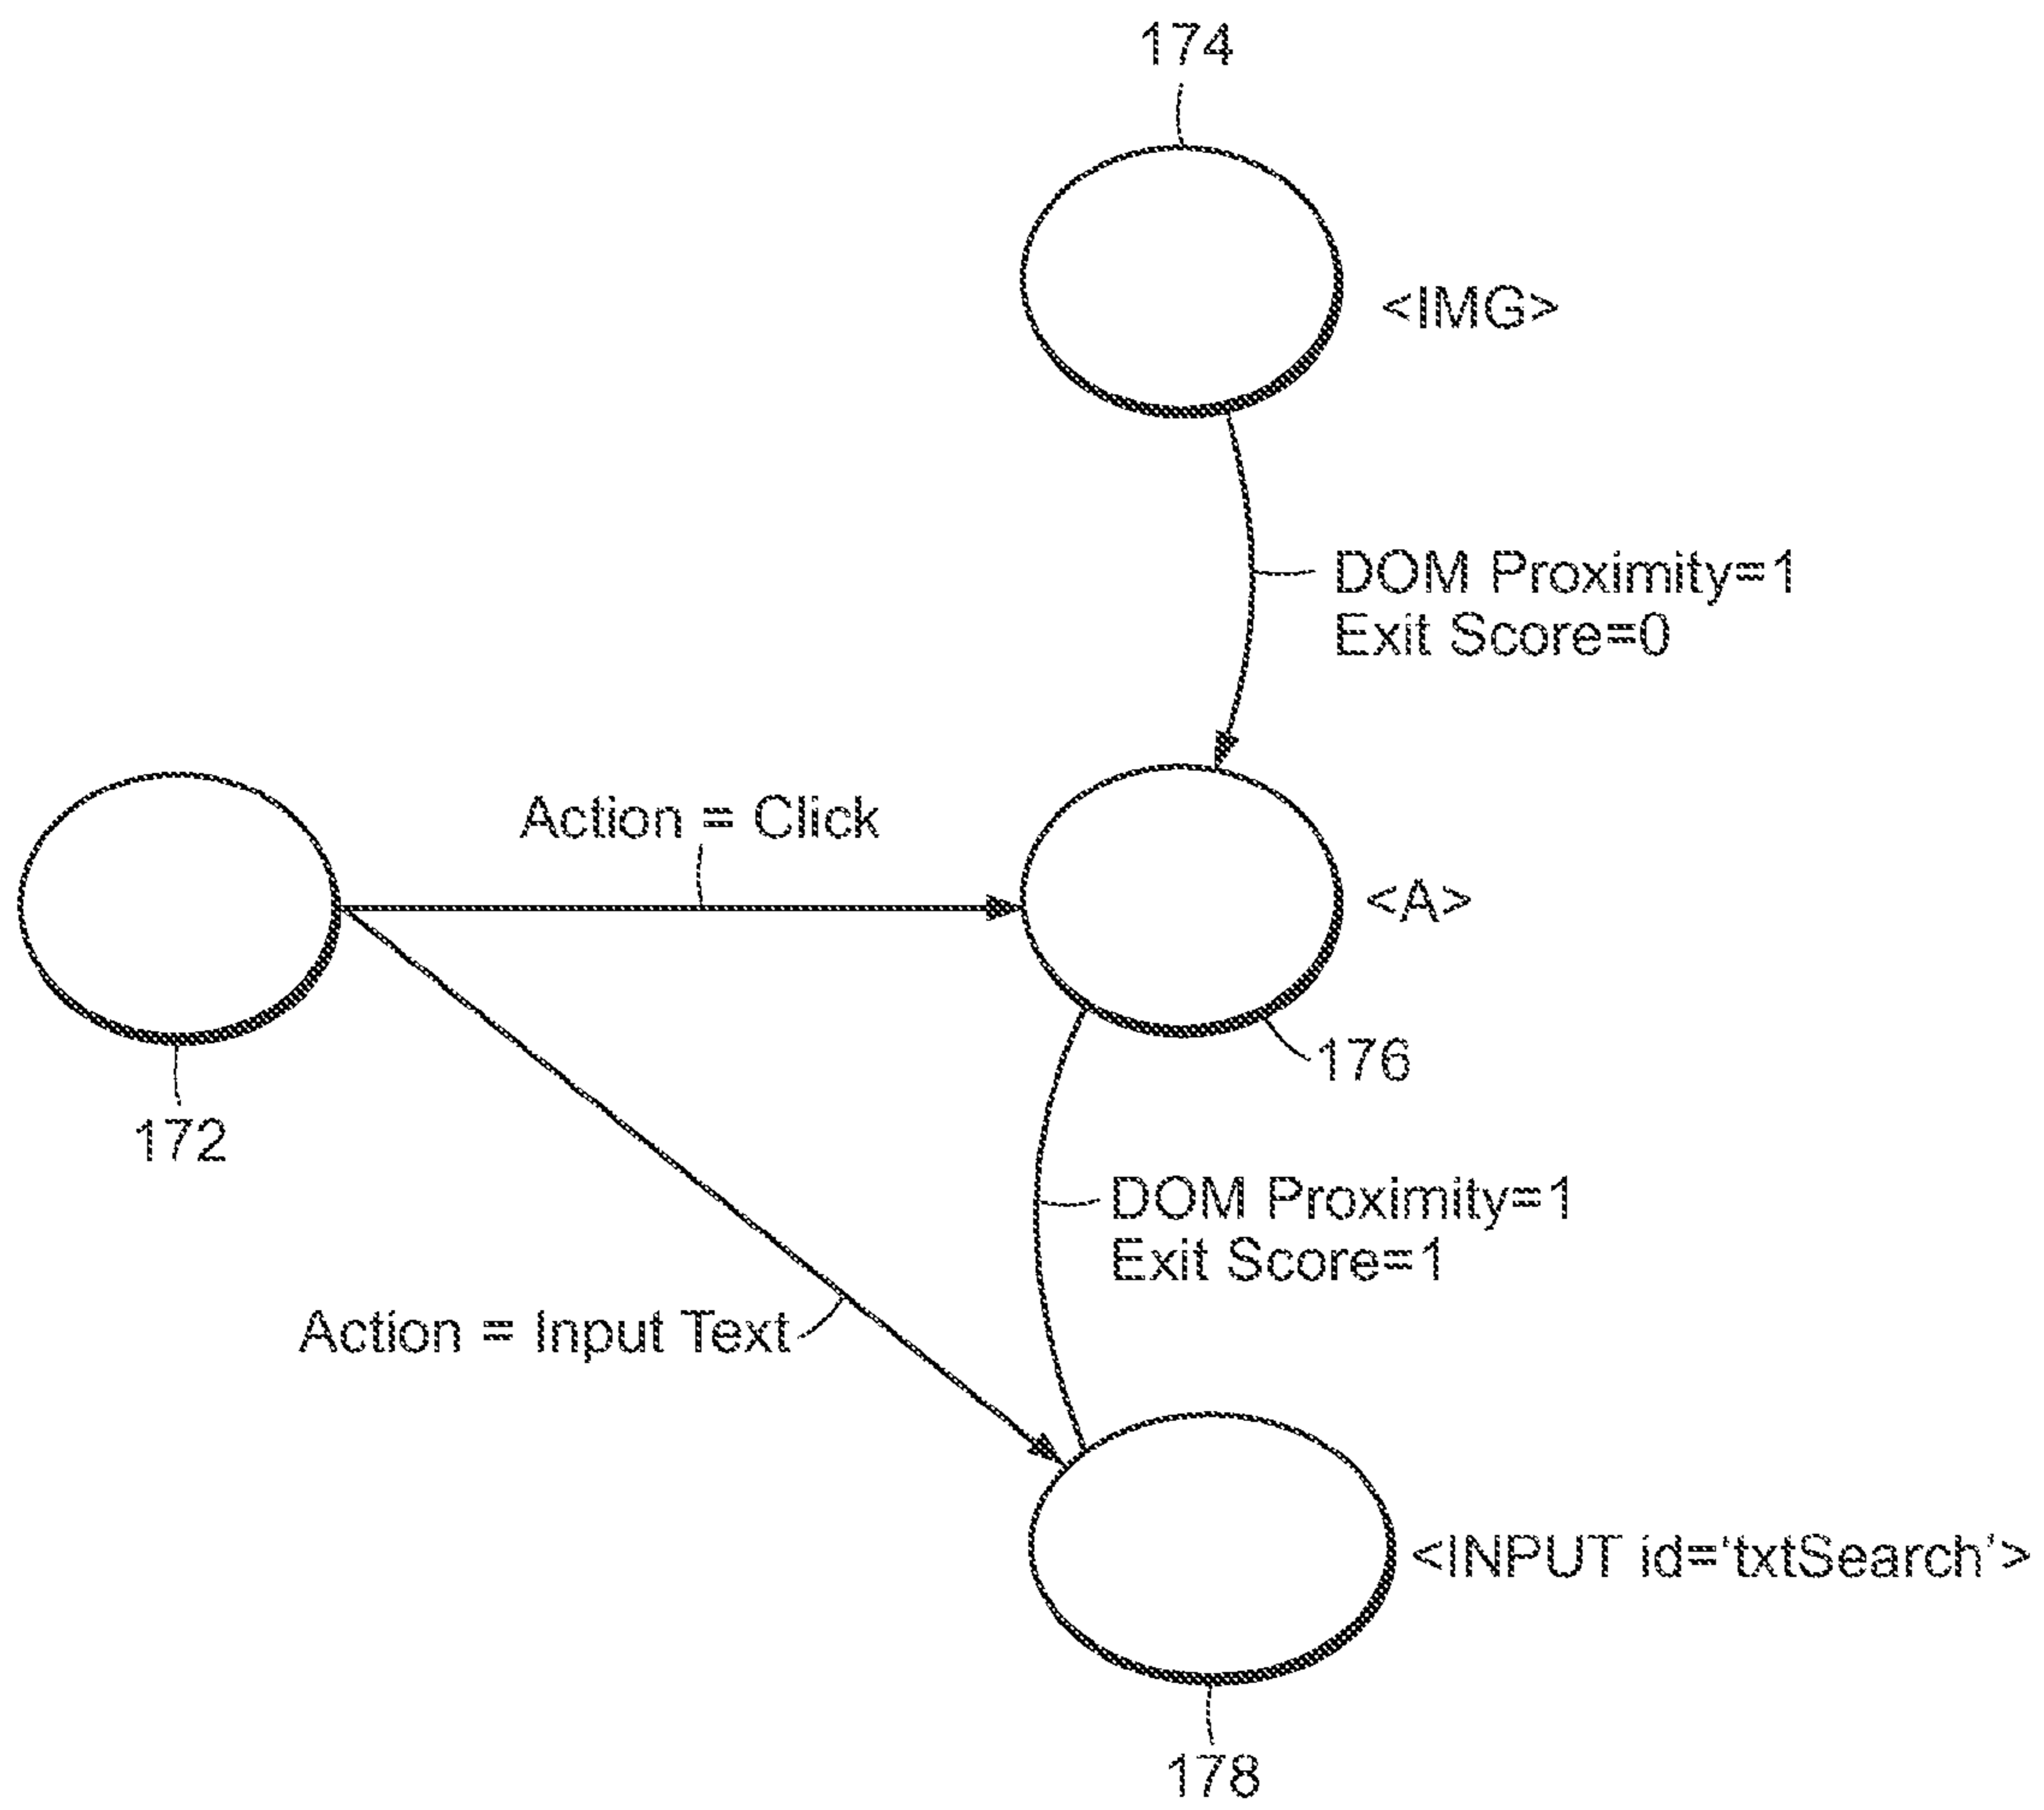 174
<IMG>
DOM Proximity=1
Exit Score=0
Action = Click
<A>
176
172
DOM Proximity=1
Exit Score=1
Action = Input Text
<INPUT id=‘txtSearch’>
178